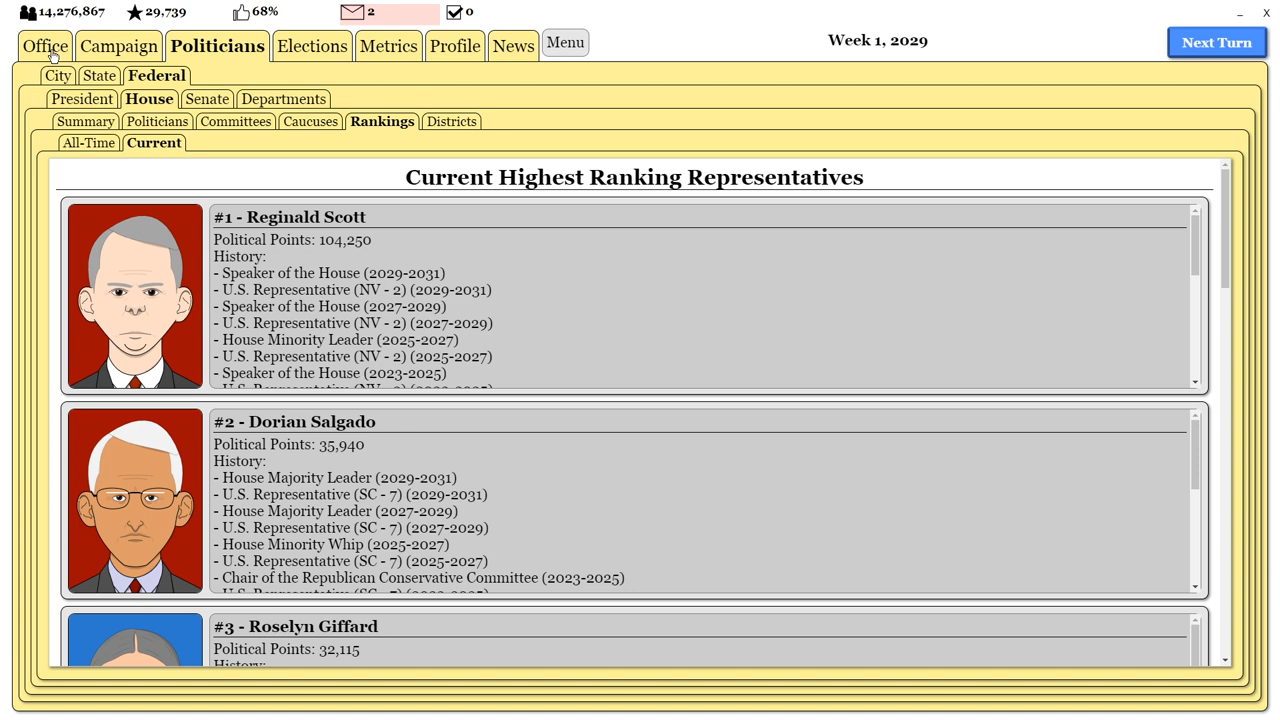 14,276,867 29,739 68% 2 0 _ X
Office Campaign Politicians Elections Metrics Profile News Menu Week 1, 2029 Next Turn
City State Federal
President House Senate Departments
Summary Politicians Committees Caucuses Rankings Districts
All-Time Current
Current Highest Ranking Representatives
#1 - Reginald Scott
Political Points: 104,250
History:
- Speaker of the House (2029-2031)
- U.S. Representative (NV - 2) (2029-2031)
- Speaker of the House (2027-2029)
- U.S. Representative (NV - 2) (2027-2029)
- House Minority Leader (2025-2027)
- U.S. Representative (NV - 2) (2025-2027)
- Speaker of the House (2023-2025)
#2 - Dorian Salgado
Political Points: 35,940
History:
- House Majority Leader (2029-2031)
- U.S. Representative (SC - 7) (2029-2031)
- House Majority Leader (2027-2029)
- U.S. Representative (SC - 7) (2027-2029)
- House Minority Whip (2025-2027)
- U.S. Representative (SC - 7) (2025-2027)
- Chair of the Republican Conservative Committee (2023-2025)
#3 - Roselyn Giffard
Political Points: 32,115
History: